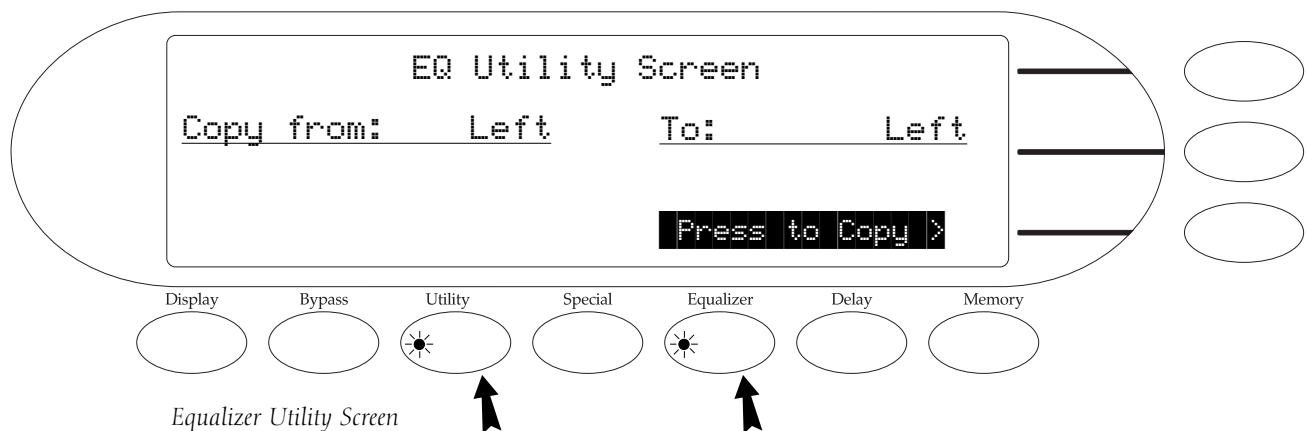 EQ Utility Screen
Copy from: Left To: Left
Press to Copy >
Display Bypass Utility Special Equalizer Delay Memory
Equalizer Utility Screen